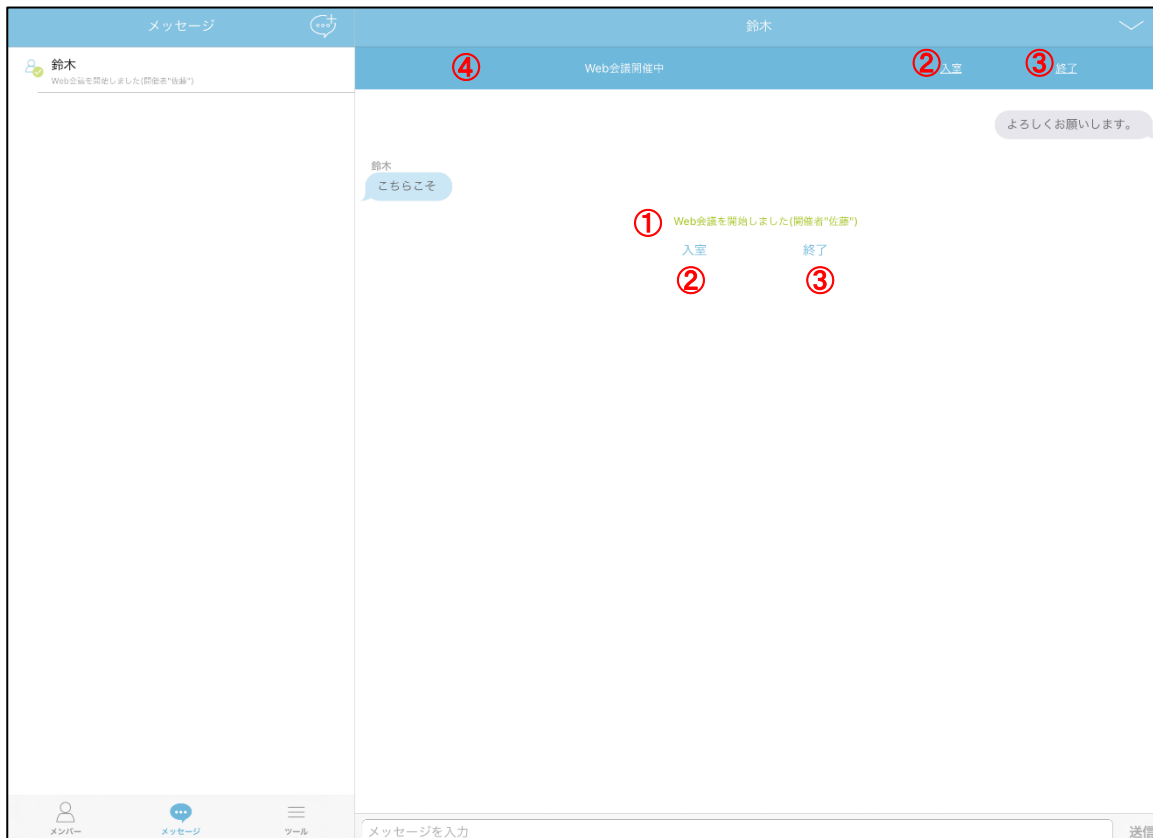 メッセージ
鈴木
鈴木
Web会議を開始しました(開催者"佐藤")
④ Web会議開催中 ②入室 ③終了
よろしくお願いします。
鈴木
こちらこそ
① Web会議を開始しました(開催者"佐藤")
入室 終了
② ③
メンバー メッセージ ツール
メッセージを入力 送信